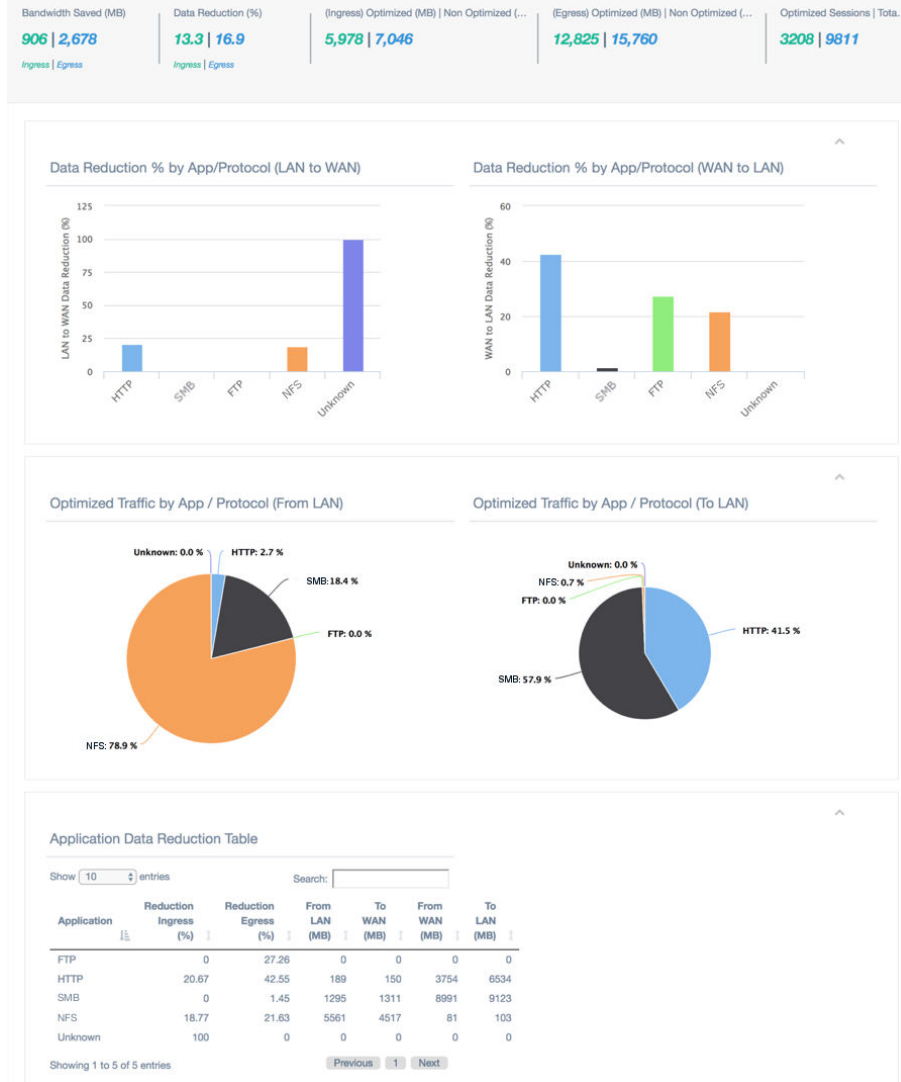 Bandwidth Saved (MB)
906 | 2,678
Ingress | Egress
Data Reduction (%)
13.3 | 16.9
Ingress | Egress
(Ingress) Optimized (MB) | Non Optimized (...
5,978 | 7,046
(Egress) Optimized (MB) | Non Optimized (...
12,825 | 15,760
Optimized Sessions | Tota.
3208 | 9811
Data Reduction % by App/Protocol (LAN to WAN)
LAN to WAN Data Reduction (%)
125
100
75
50
25
0
HTTP
SMB
FTP
NFS
Unknown
Data Reduction % by App/Protocol (WAN to LAN)
WAN to LAN Data Reduction (%)
60
40
20
0
HTTP
SMB
FTP
NFS
Unknown
Optimized Traffic by App / Protocol (From LAN)
Unknown: 0.0 %
HTTP: 2.7 %
SMB: 18.4 %
FTP: 0.0 %
NFS: 78.9 %
Optimized Traffic by App / Protocol (To LAN)
Unknown: 0.0 %
NFS: 0.7 %
FTP: 0.0 %
HTTP: 41.5 %
SMB: 57.9 %
Application Data Reduction Table
Show 10 entries
Search:
Application Reduction Ingress (%) Reduction Egress (%) From LAN (MB) To WAN (MB) From WAN (MB) To LAN (MB)
FTP 0 27.26 0 0 0 0
HTTP 20.67 42.55 189 150 3754 6534
SMB 0 1.45 1295 1311 8991 9123
NFS 18.77 21.63 5561 4517 81 103
Unknown 100 0 0 0 0 0
Showing 1 to 5 of 5 entries
Previous 1 Next